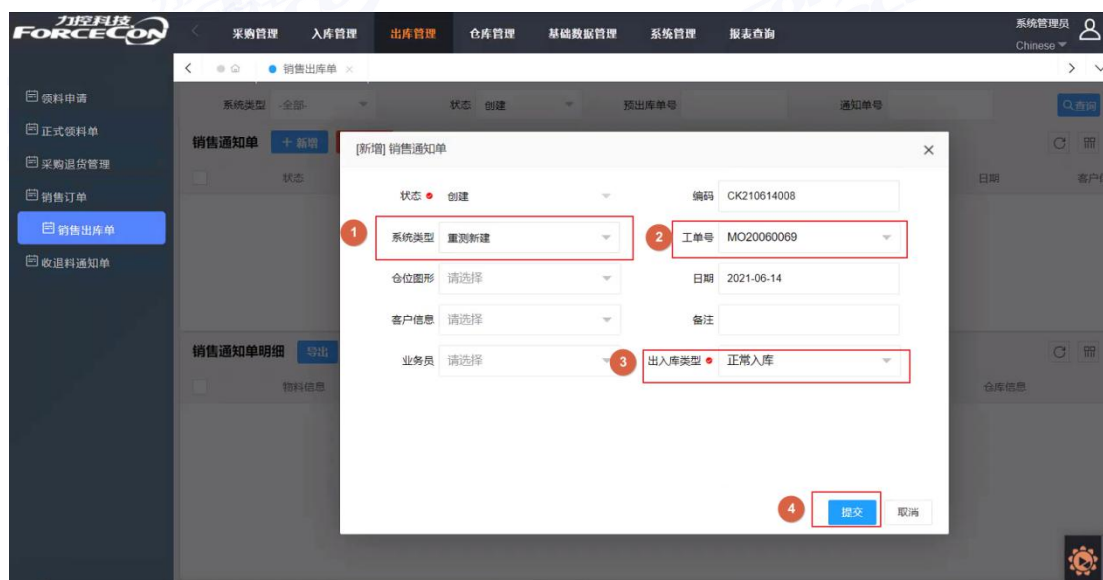 力控科技
FORCECON
采购管理 入库管理 出库管理 仓库管理 基础数据管理 系统管理 报表查询
系统管理员
Chinese
销售出库单
领料申请
正式领料单
采购退货管理
销售订单
销售出库单
收退料通知单
系统类型 -全部- 状态 创建 预出库单号 通知单号 查询
销售通知单 + 新增
状态 日期
[新增] 销售通知单
状态 创建 编码 CK210614008
1 系统类型 重测新建 2 工单号 MO20060069
仓位图形 请选择 日期 2021-06-14
客户信息 请选择 备注
业务员 请选择 3 出入库类型 正常入库
4 提交 取消
销售通知单明细 导出
物料信息 仓库信息